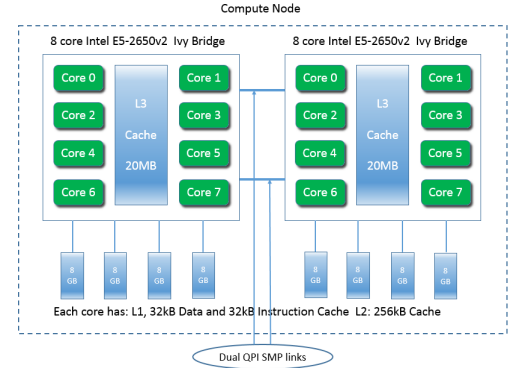 Compute Node
8 core Intel E5-2650v2 Ivy Bridge
8 core Intel E5-2650v2 Ivy Bridge
Core 0
Core 1
Core 0
Core 1
L3
Cache
20MB
L3
Cache
20MB
Core 2
Core 3
Core 2
Core 3
Core 4
Core 5
Core 4
Core 5
Core 6
Core 7
Core 6
Core 7
8
GB
8
GB
8
GB
8
GB
8
GB
8
GB
8
GB
8
GB
Each core has: L1, 32kB Data and 32kB Instruction Cache L2: 256kB Cache
Dual QPI SMP links